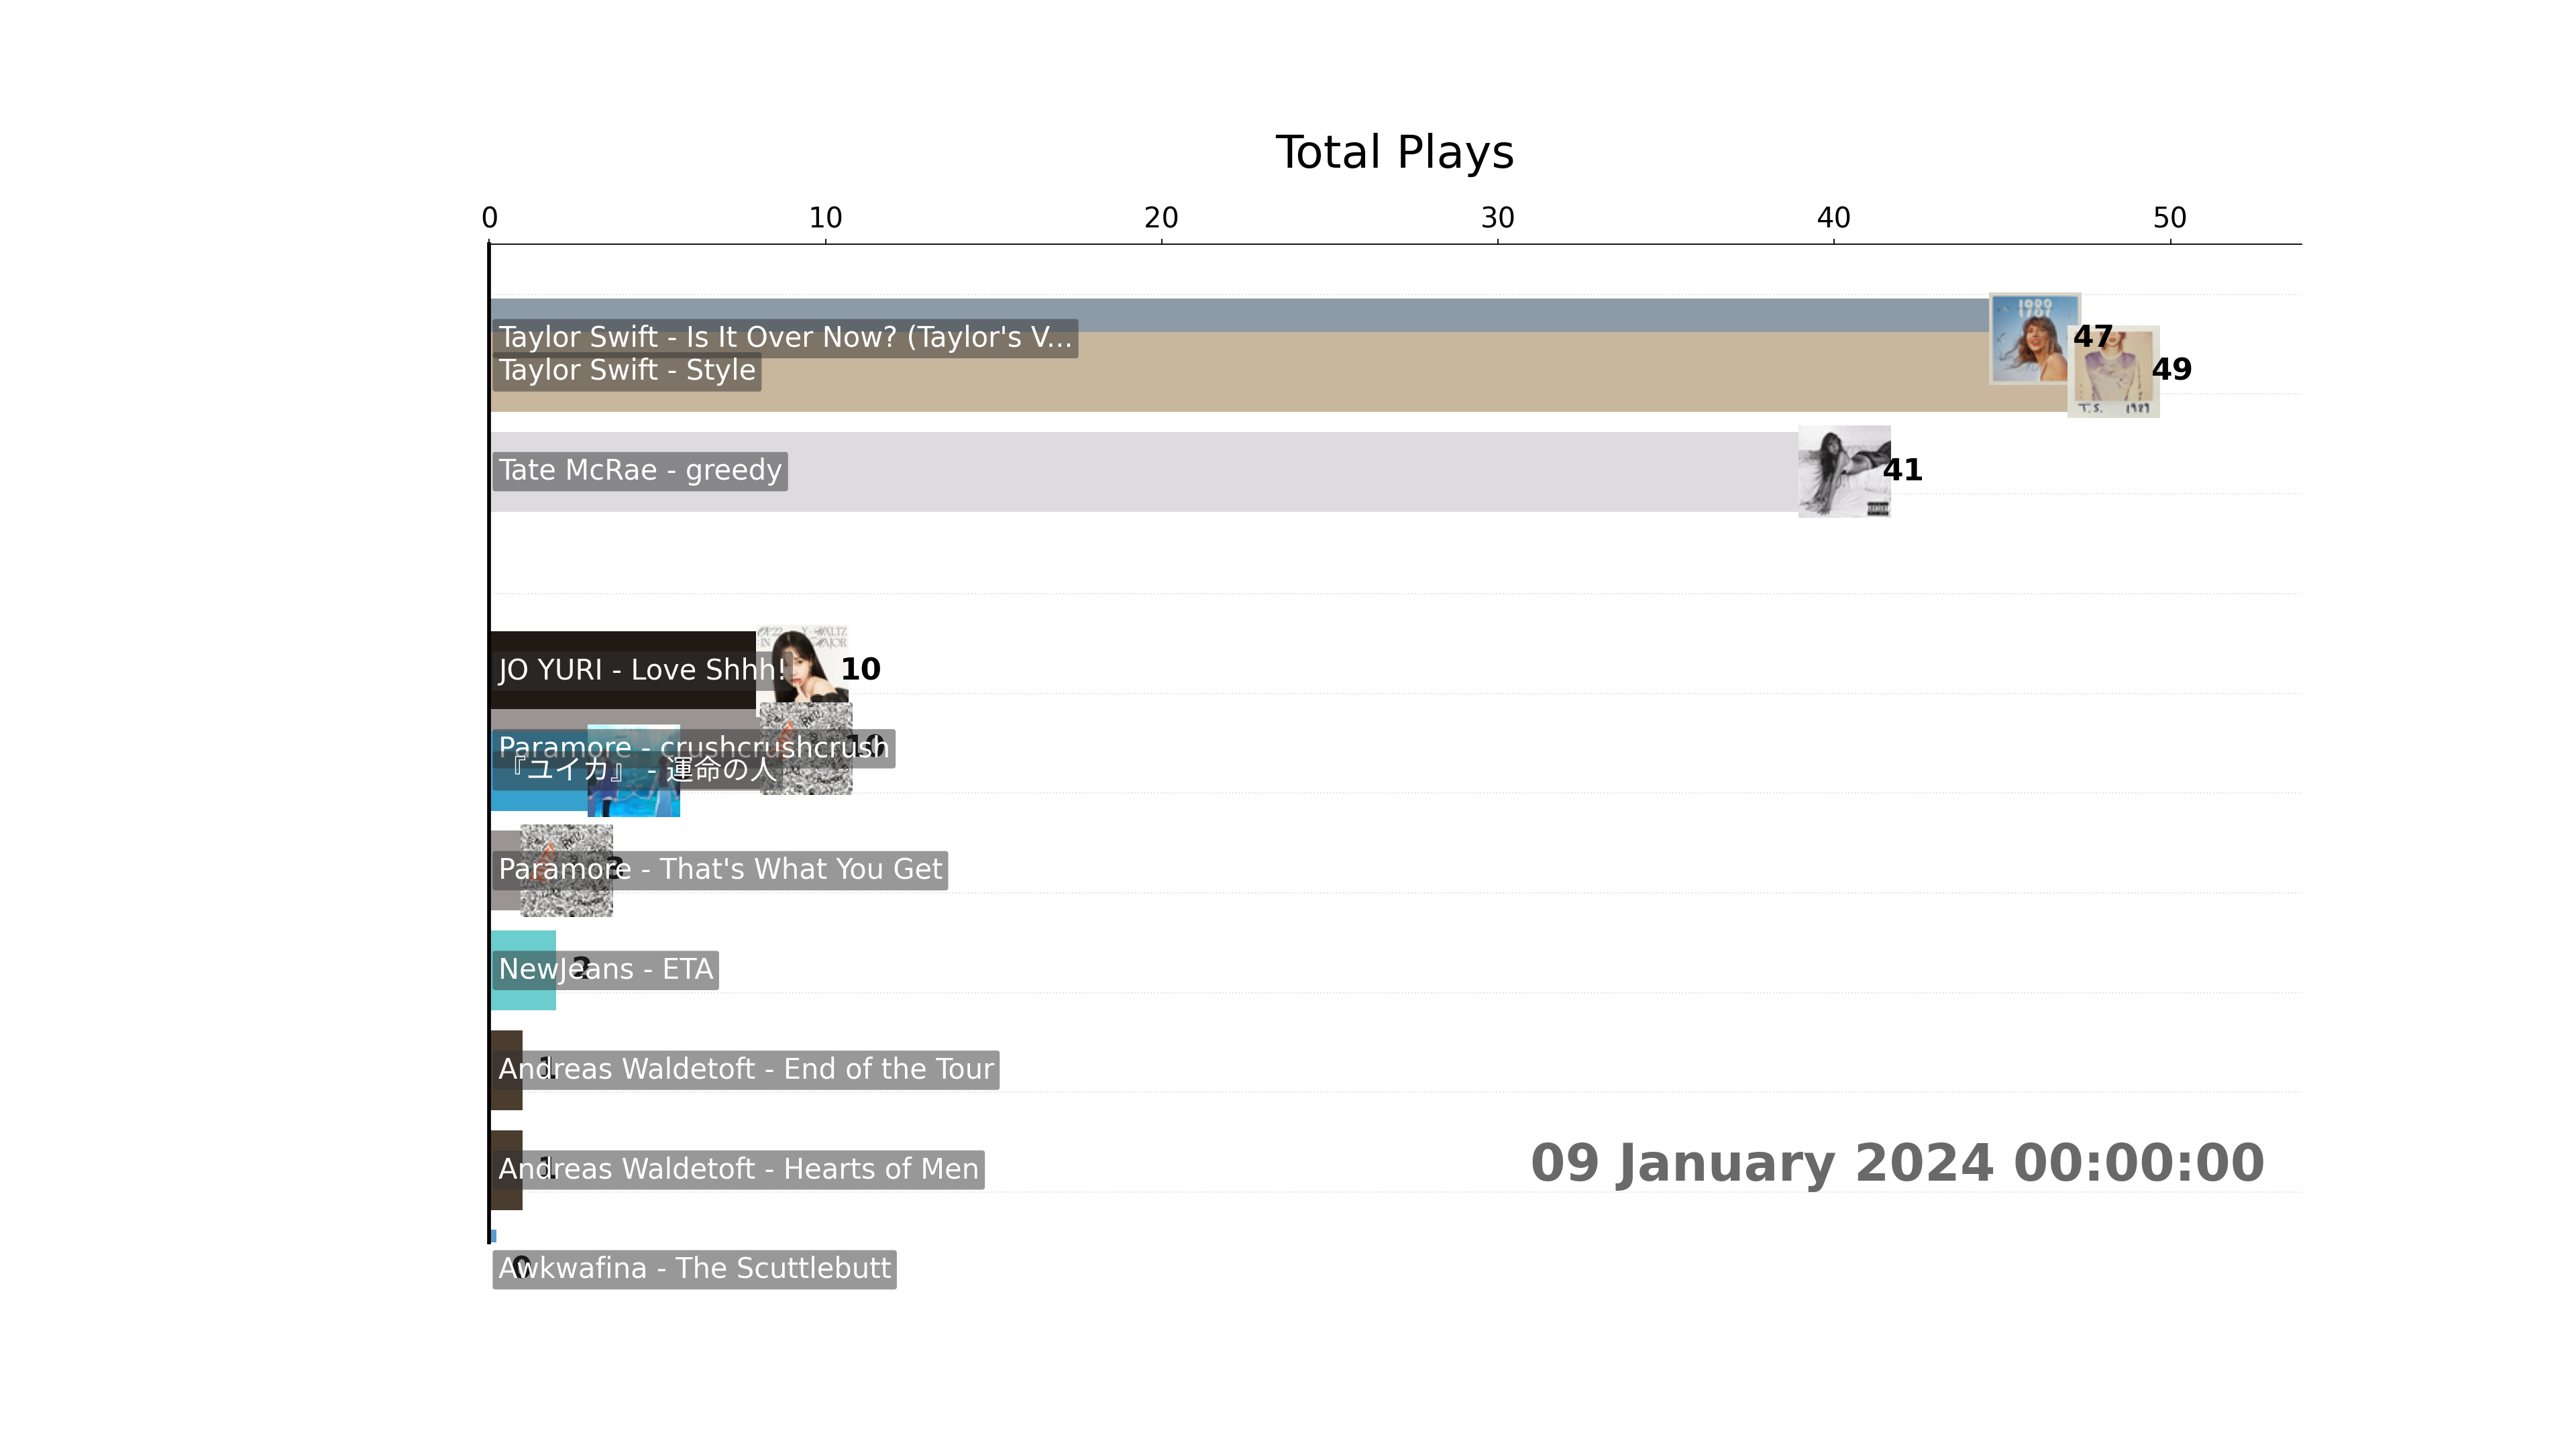 Total Plays
0 10 20 30 40 50
Taylor Swift - Is It Over Now? (Taylor's V...
47
Taylor Swift - Style
49
T.S. 1989
Tate McRae - greedy
41
JO YURI - Love Shhh!
10
Paramore - crushcrushcrush
10
『ユイカ』 - 運命の人
Paramore - That's What You Get
3
NewJeans - ETA
2
Andreas Waldetoft - End of the Tour
1
Andreas Waldetoft - Hearts of Men
1
09 January 2024 00:00:00
Awkwafina - The Scuttlebutt
0